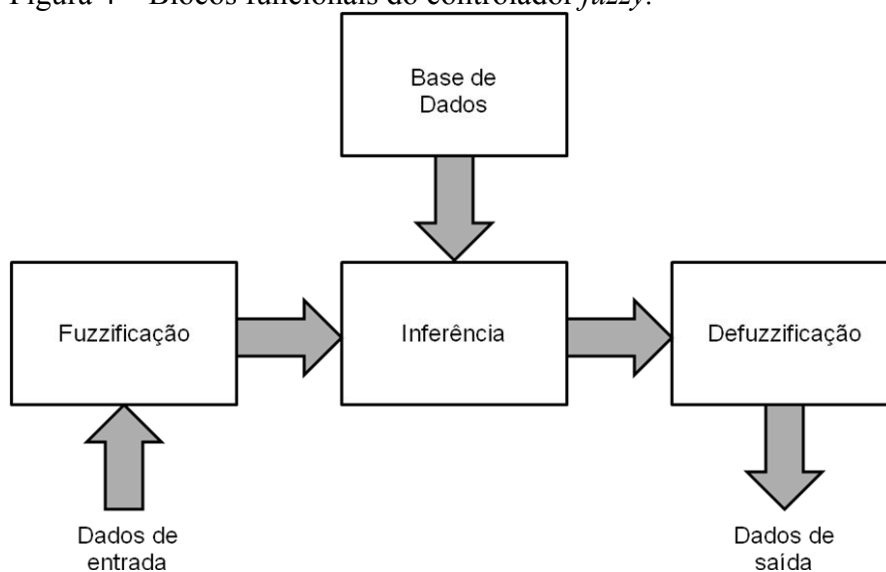 Figura 4 – Blocos funcionais do controlador fuzzy.
Base de
Dados
Fuzzificação
Inferência
Defuzzificação
Dados de
entrada
Dados de
saída